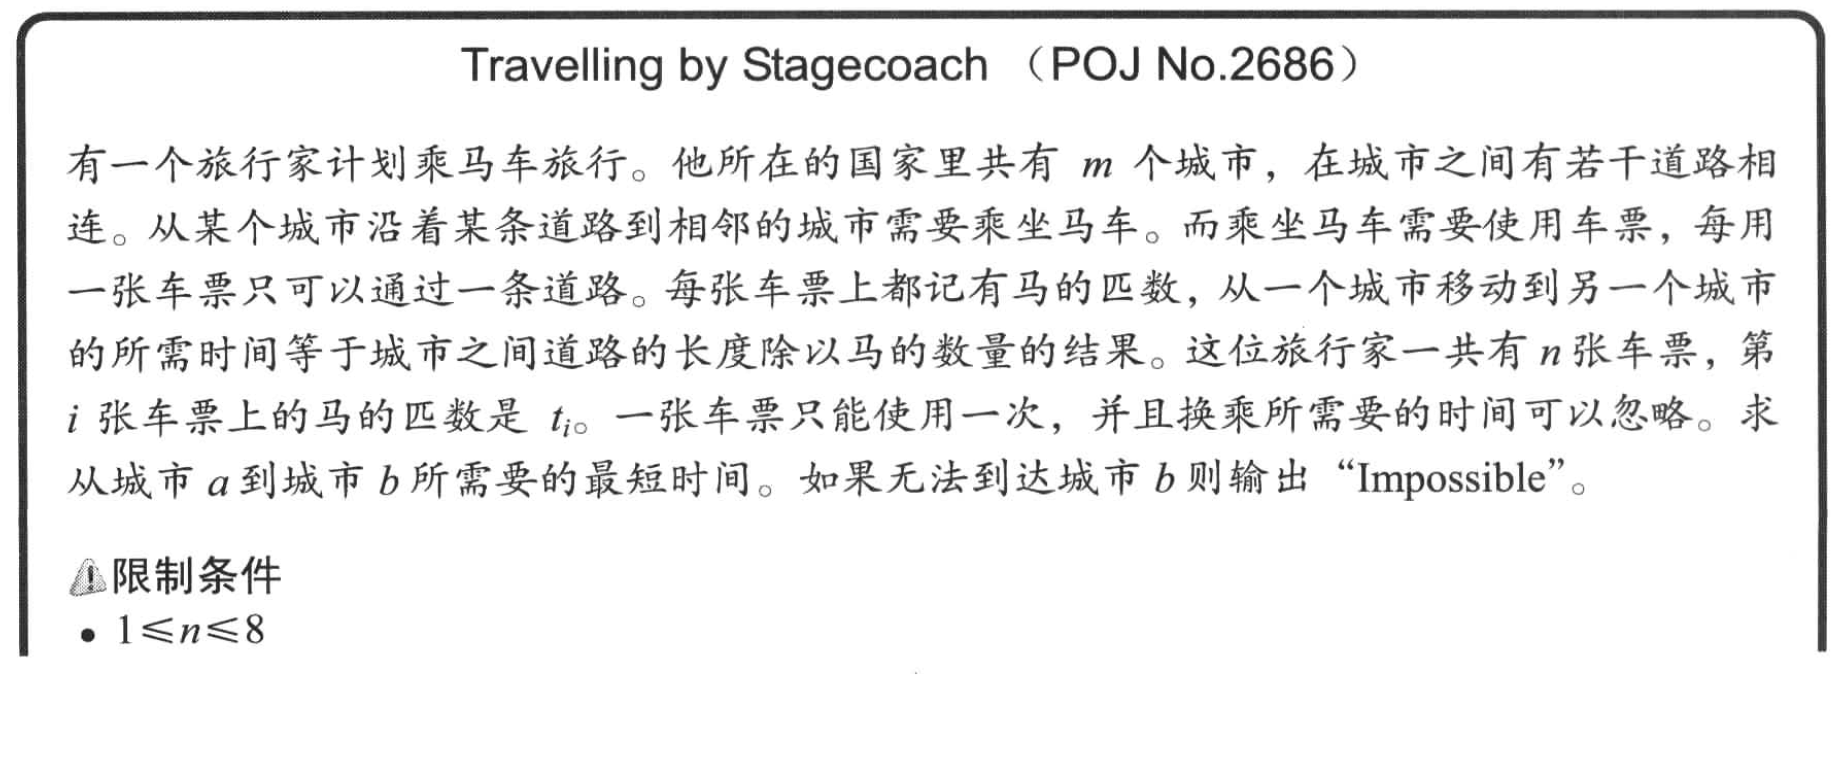 Travelling by Stagecoach （POJ No.2686）
有一个旅行家计划乘马车旅行。他所在的国家里共有 m 个城市，在城市之间有若干道路相
连。从某个城市沿着某条道路到相邻的城市需要乘坐马车。而乘坐马车需要使用车票，每用
一张车票只可以通过一条道路。每张车票上都记有马的匹数，从一个城市移动到另一个城市
的所需时间等于城市之间道路的长度除以马的数量的结果。这位旅行家一共有 n 张车票，第
i 张车票上的马的匹数是 tᵢ。一张车票只能使用一次，并且换乘所需要的时间可以忽略。求
从城市 a 到城市 b 所需要的最短时间。如果无法到达城市 b 则输出“Impossible”。
限制条件
• 1≤n≤8